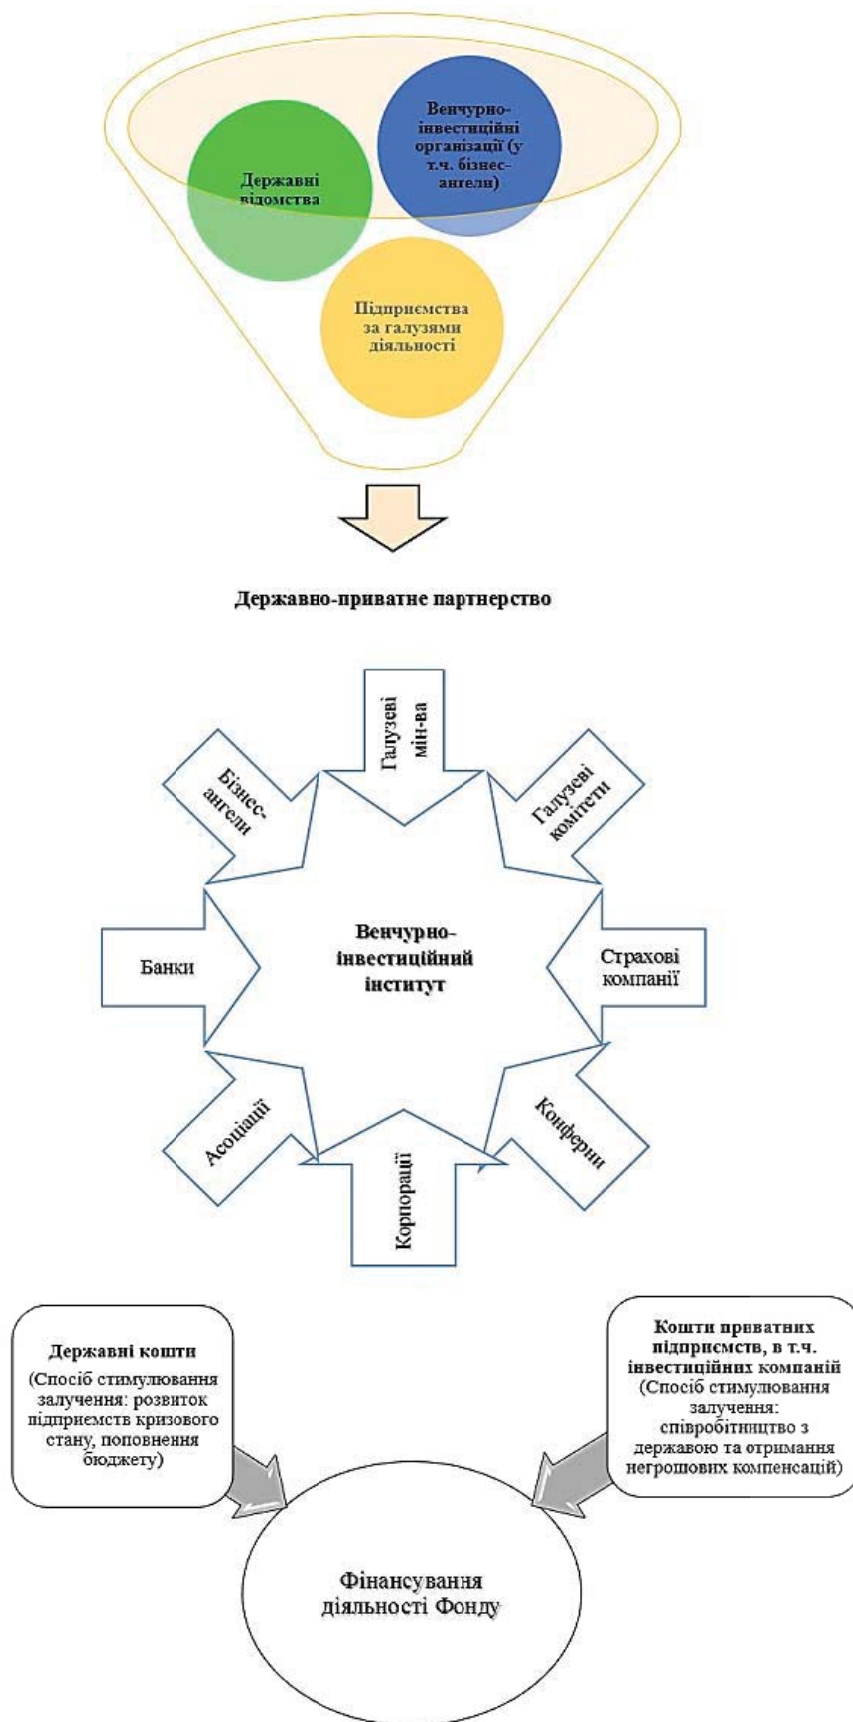 Державні
відомства
Венчурно-
інвестиційні
організації (у
т.ч. бізнес-
ангели)
Підприємства
за галузями
діяльності
Державно-приватне партнерство
Галузеві
мін-ва
Бізнес-
ангели
Галузеві
комітети
Банки
Венчурно-
інвестиційний
інститут
Страхові
компанії
Асоціації
Корпорації
Конферни
Державні кошти
(Спосіб стимулювання
залучення: розвиток
підприємств кризового
стану, поповнення
бюджету)
Кошти приватних
підприємств, в т.ч.
інвестиційних компаній
(Спосіб стимулювання
залучення:
співробітництво з
державою та отримання
негрошових компенсацій)
Фінансування
діяльності Фонду